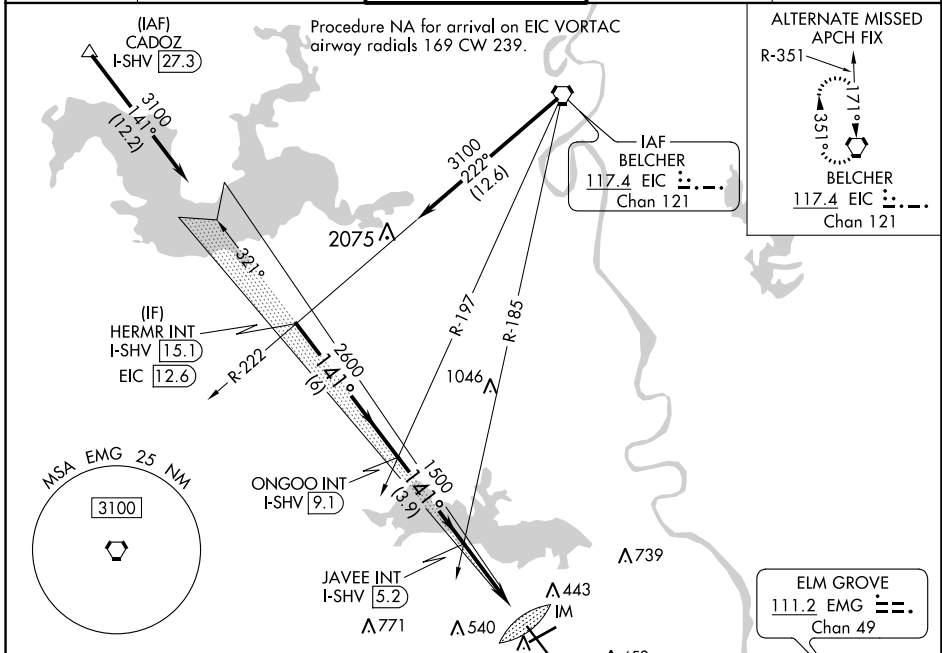 (IAF)
CADOZ
I-SHV 27.3
3100
141°
(12.2)
Procedure NA for arrival on EIC VORTAC
airway radials 169 CW 239.
3100
222°
(12.6)
IAF
BELCHER
117.4 EIC
Chan 121
ALTERNATE MISSED
APCH FIX
R-351
171°
351°
BELCHER
117.4 EIC
Chan 121
2075
321°
(IF)
HERMR INT
I-SHV 15.1
EIC 12.6
R-222
2600
141°
(6)
R-197
R-185
1046
MSA EMG 25 NM
3100
ONGOO INT
I-SHV 9.1
1500
141°
(3.9)
JAVEE INT
I-SHV 5.2
739
443
IM
771
540
ELM GROVE
111.2 EMG
Chan 49